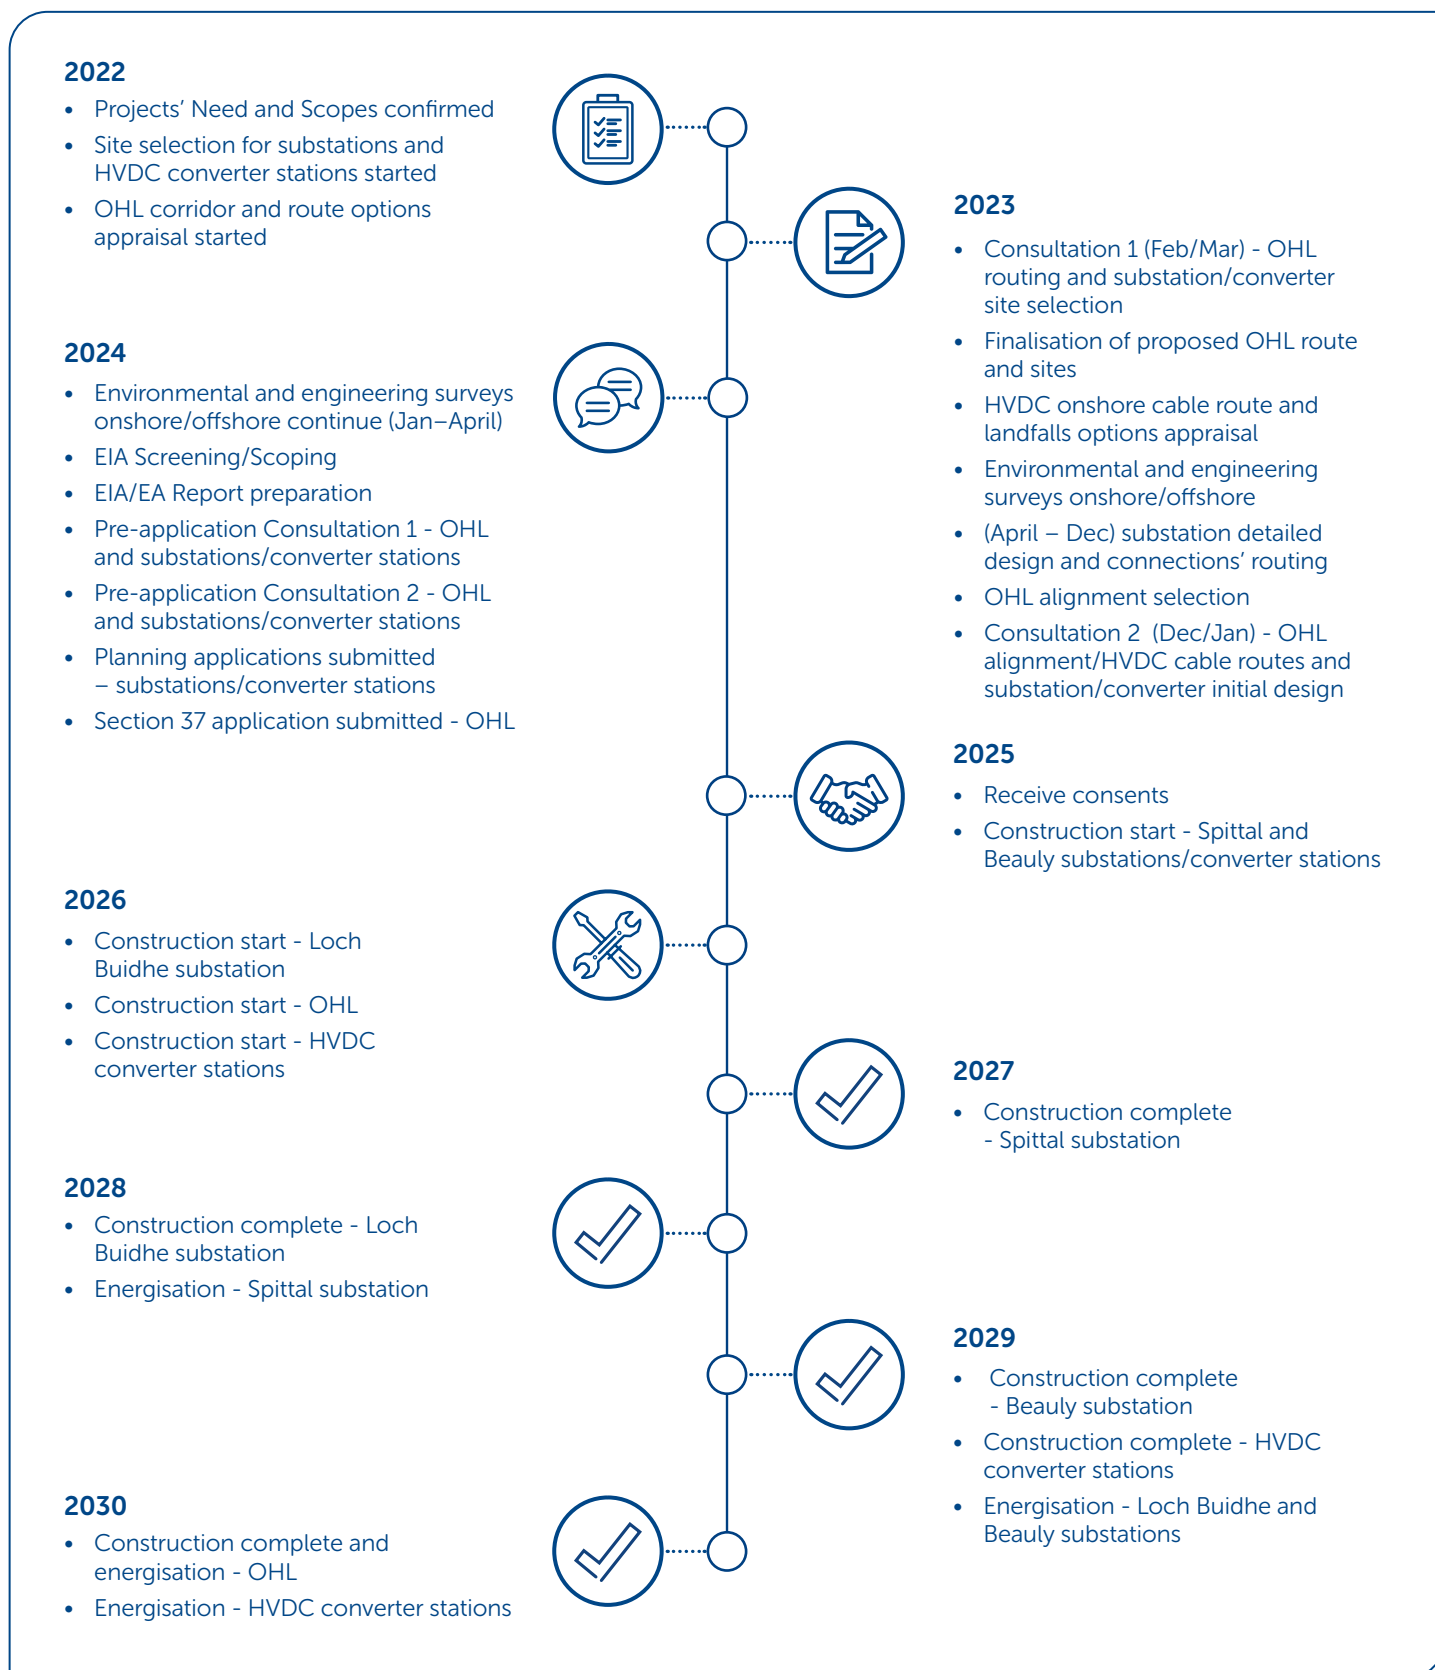 2022
• Projects’ Need and Scopes confirmed
• Site selection for substations and
HVDC converter stations started
• OHL corridor and route options
appraisal started
2023
• Consultation 1 (Feb/Mar) - OHL
routing and substation/converter
site selection
• Finalisation of proposed OHL route
and sites
• HVDC onshore cable route and
landfalls options appraisal
• Environmental and engineering
surveys onshore/offshore
• (April – Dec) substation detailed
design and connections’ routing
• OHL alignment selection
• Consultation 2 (Dec/Jan) - OHL
alignment/HVDC cable routes and
substation/converter initial design
2024
• Environmental and engineering surveys
onshore/offshore continue (Jan–April)
• EIA Screening/Scoping
• EIA/EA Report preparation
• Pre-application Consultation 1 - OHL
and substations/converter stations
• Pre-application Consultation 2 - OHL
and substations/converter stations
• Planning applications submitted
– substations/converter stations
• Section 37 application submitted - OHL
2025
• Receive consents
• Construction start - Spittal and
Beauly substations/converter stations
2026
• Construction start - Loch
Buidhe substation
• Construction start - OHL
• Construction start - HVDC
converter stations
2027
• Construction complete
- Spittal substation
2028
• Construction complete - Loch
Buidhe substation
• Energisation - Spittal substation
2029
• Construction complete
- Beauly substation
• Construction complete - HVDC
converter stations
• Energisation - Loch Buidhe and
Beauly substations
2030
• Construction complete and
energisation - OHL
• Energisation - HVDC converter stations